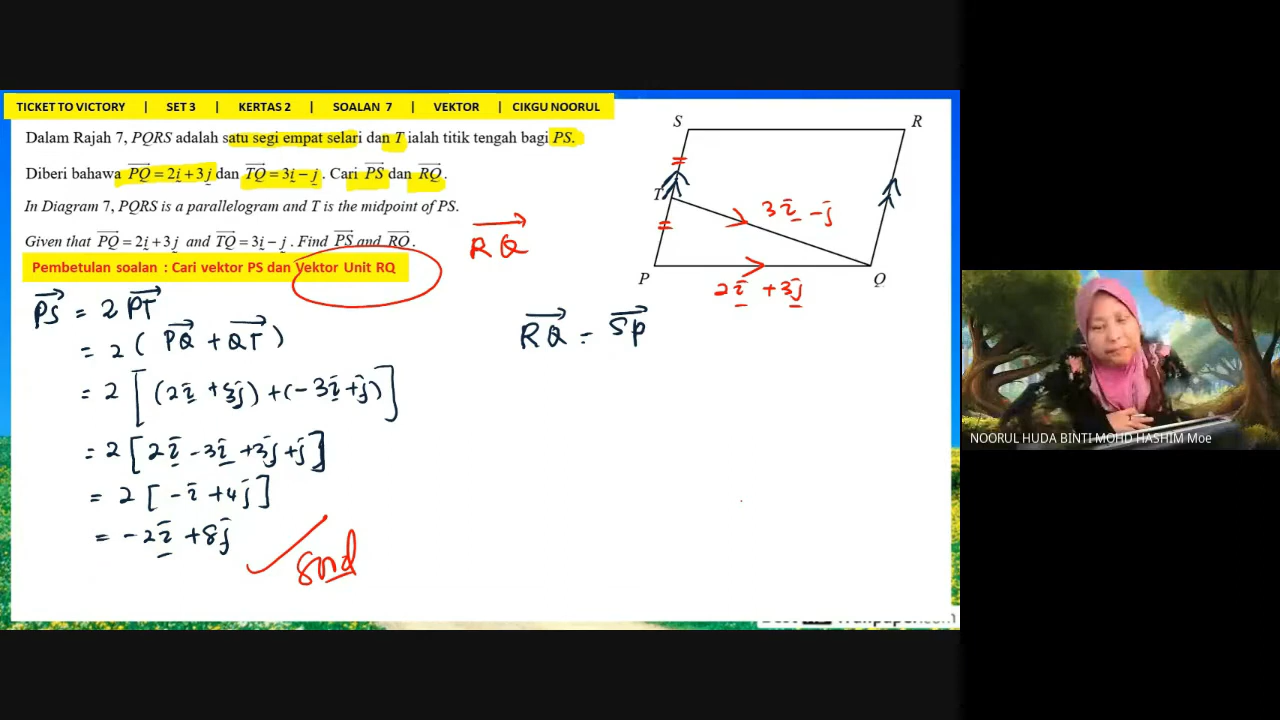 TICKET TO VICTORY | SET 3 | KERTAS 2 | SOALAN 7 | VEKTOR | CIKGU NOORUL
Dalam Rajah 7, PQRS adalah satu segi empat selari dan T ialah titik tengah bagi PS.
Diberi bahawa PQ = 2i + 3j dan TQ = 3i – j. Cari PS dan RQ.
In Diagram 7, PQRS is a parallelogram and T is the midpoint of PS.
Given that PQ = 2i + 3j and TQ = 3i – j. Find PS and RQ.
Pembetulan soalan : Cari vektor PS dan Vektor Unit RQ
RQ
S R
T
3i – j
P Q
2i + 3j
PS = 2 PT
= 2 ( PQ + QT )
= 2 [ (2i + 3j) + (-3i + j) ]
= 2 [ 2i - 3i + 3j + j ]
= 2 [ -i + 4j ]
= -2i + 8j
RQ = SP
NOORUL HUDA BINTI MOHD HASHIM Moe